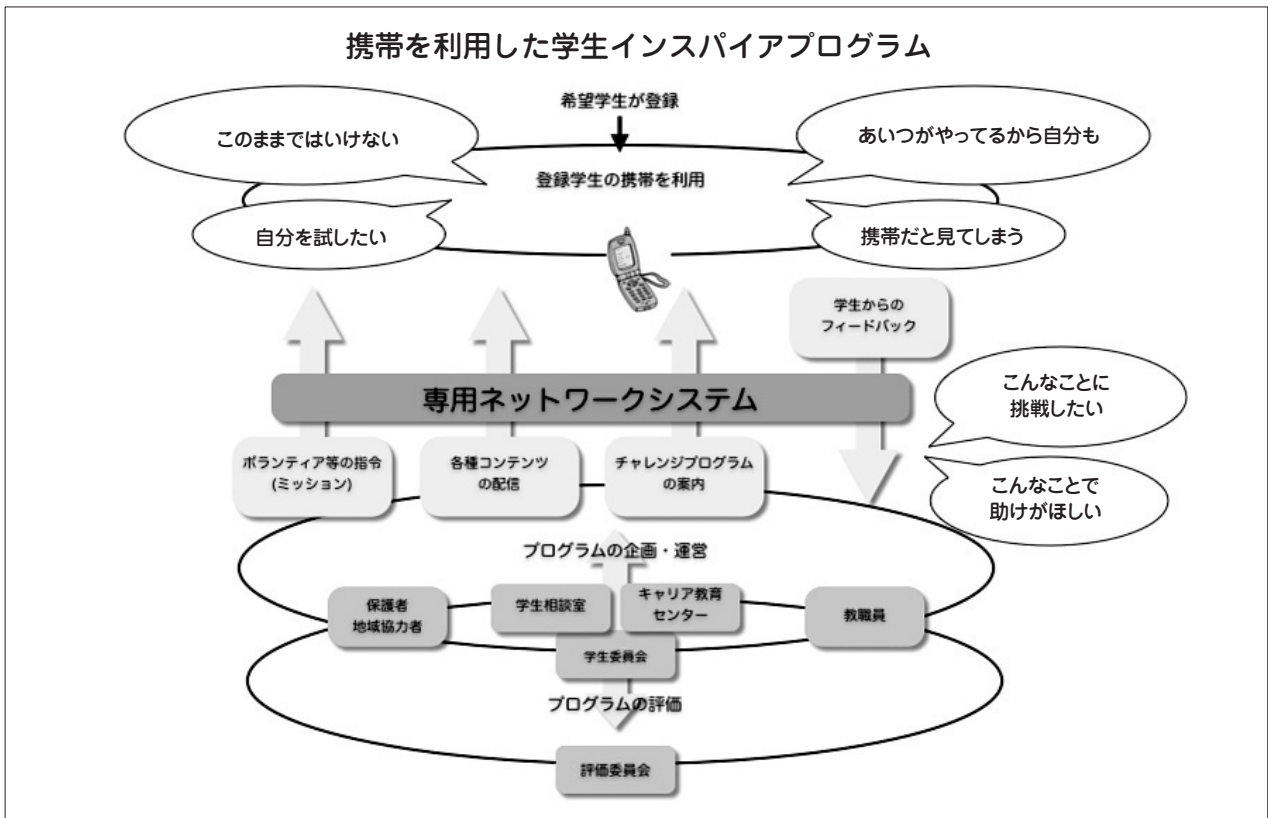 携帯を利用した学生インスパイアプログラム
希望学生が登録
このままではいけない
あいつがやってるから自分も
登録学生の携帯を利用
自分を試したい
携帯だと見てしまう
学生からの
フィードバック
専用ネットワークシステム
こんなことに
挑戦したい
ボランティア等の指令
(ミッション)
各種コンテンツ
の配信
チャレンジプログラム
の案内
こんなことで
助けがほしい
プログラムの企画・運営
保護者
地域協力者
学生相談室
キャリア教育
センター
教職員
学生委員会
プログラムの評価
評価委員会